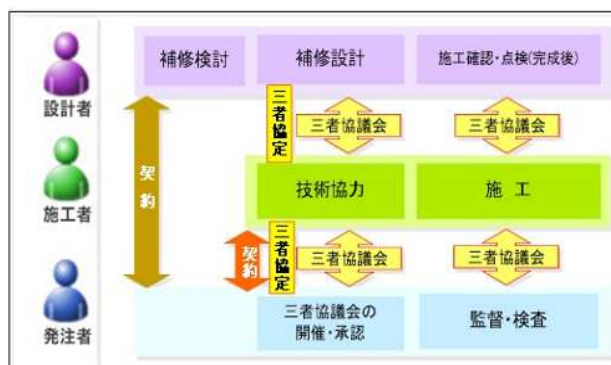 補修検討
補修設計
施工確認・点検(完成後)
設計者
三者協定
三者協議会
三者協議会
契約
技術協力
施 工
施工者
契約
三者協定
三者協議会
三者協議会
三者協議会の
開催・承認
監督・検査
発注者